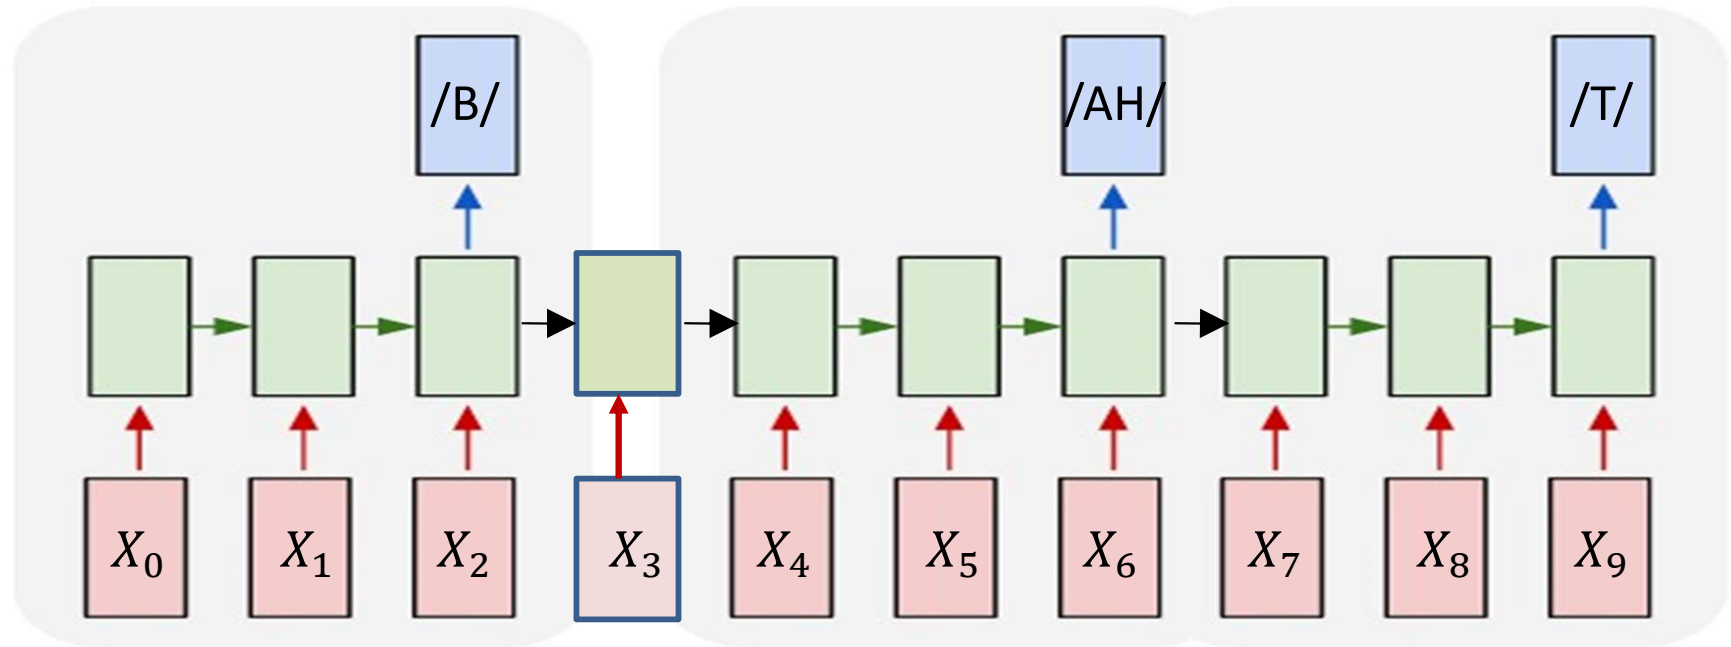 /B/ /AH/ /T/
X₀ X₁ X₂ X₃ X₄ X₅ X₆ X₇ X₈ X₉